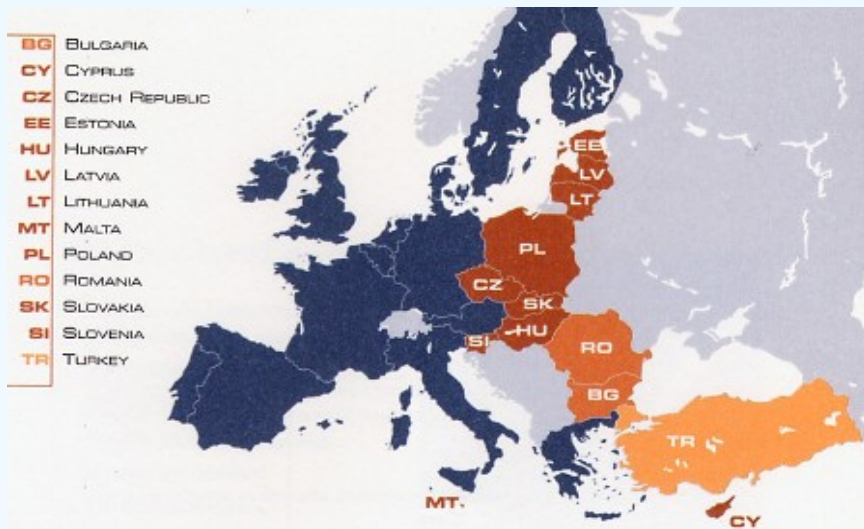 BG BULGARIA
CY CYPRUS
CZ CZECH REPUBLIC
EE ESTONIA
HU HUNGARY
LV LATVIA
LT LITHUANIA
MT MALTA
PL POLAND
RO ROMANIA
SK SLOVAKIA
SI SLOVENIA
TR TURKEY
EE
LV
LT
PL
CZ
SK
HU
SI
RO
BG
TR
MT
CY